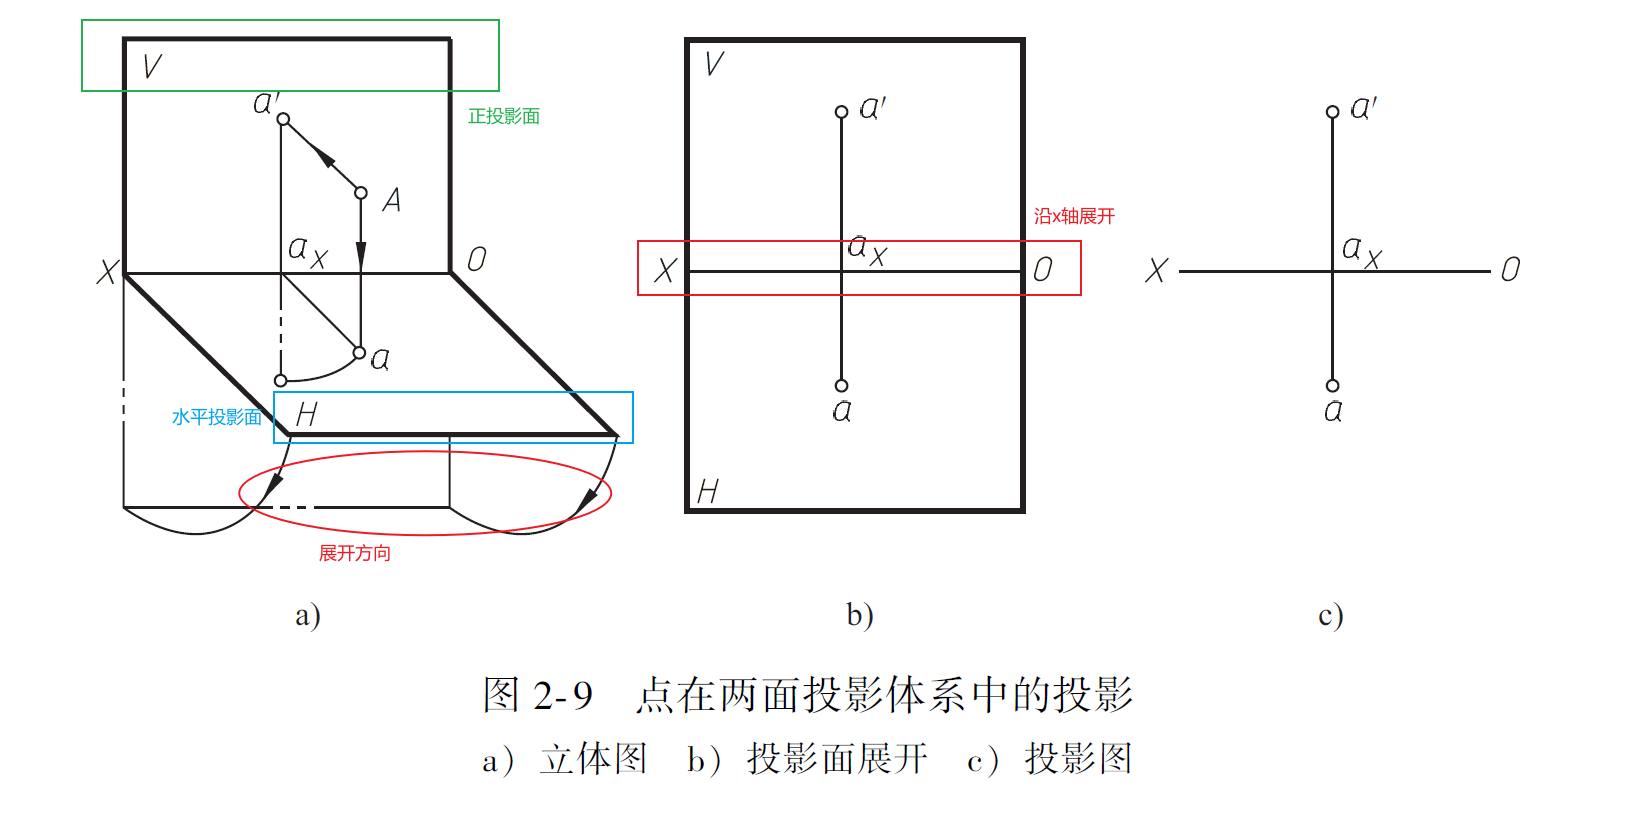 V
a′
正投影面
A
a_X
X
O
a
水平投影面
H
展开方向
a)
V
a′
沿x轴展开
a_X
X
O
a
H
b)
a′
a_X
X
O
a
c)
图 2-9 点在两面投影体系中的投影
a) 立体图 b) 投影面展开 c) 投影图